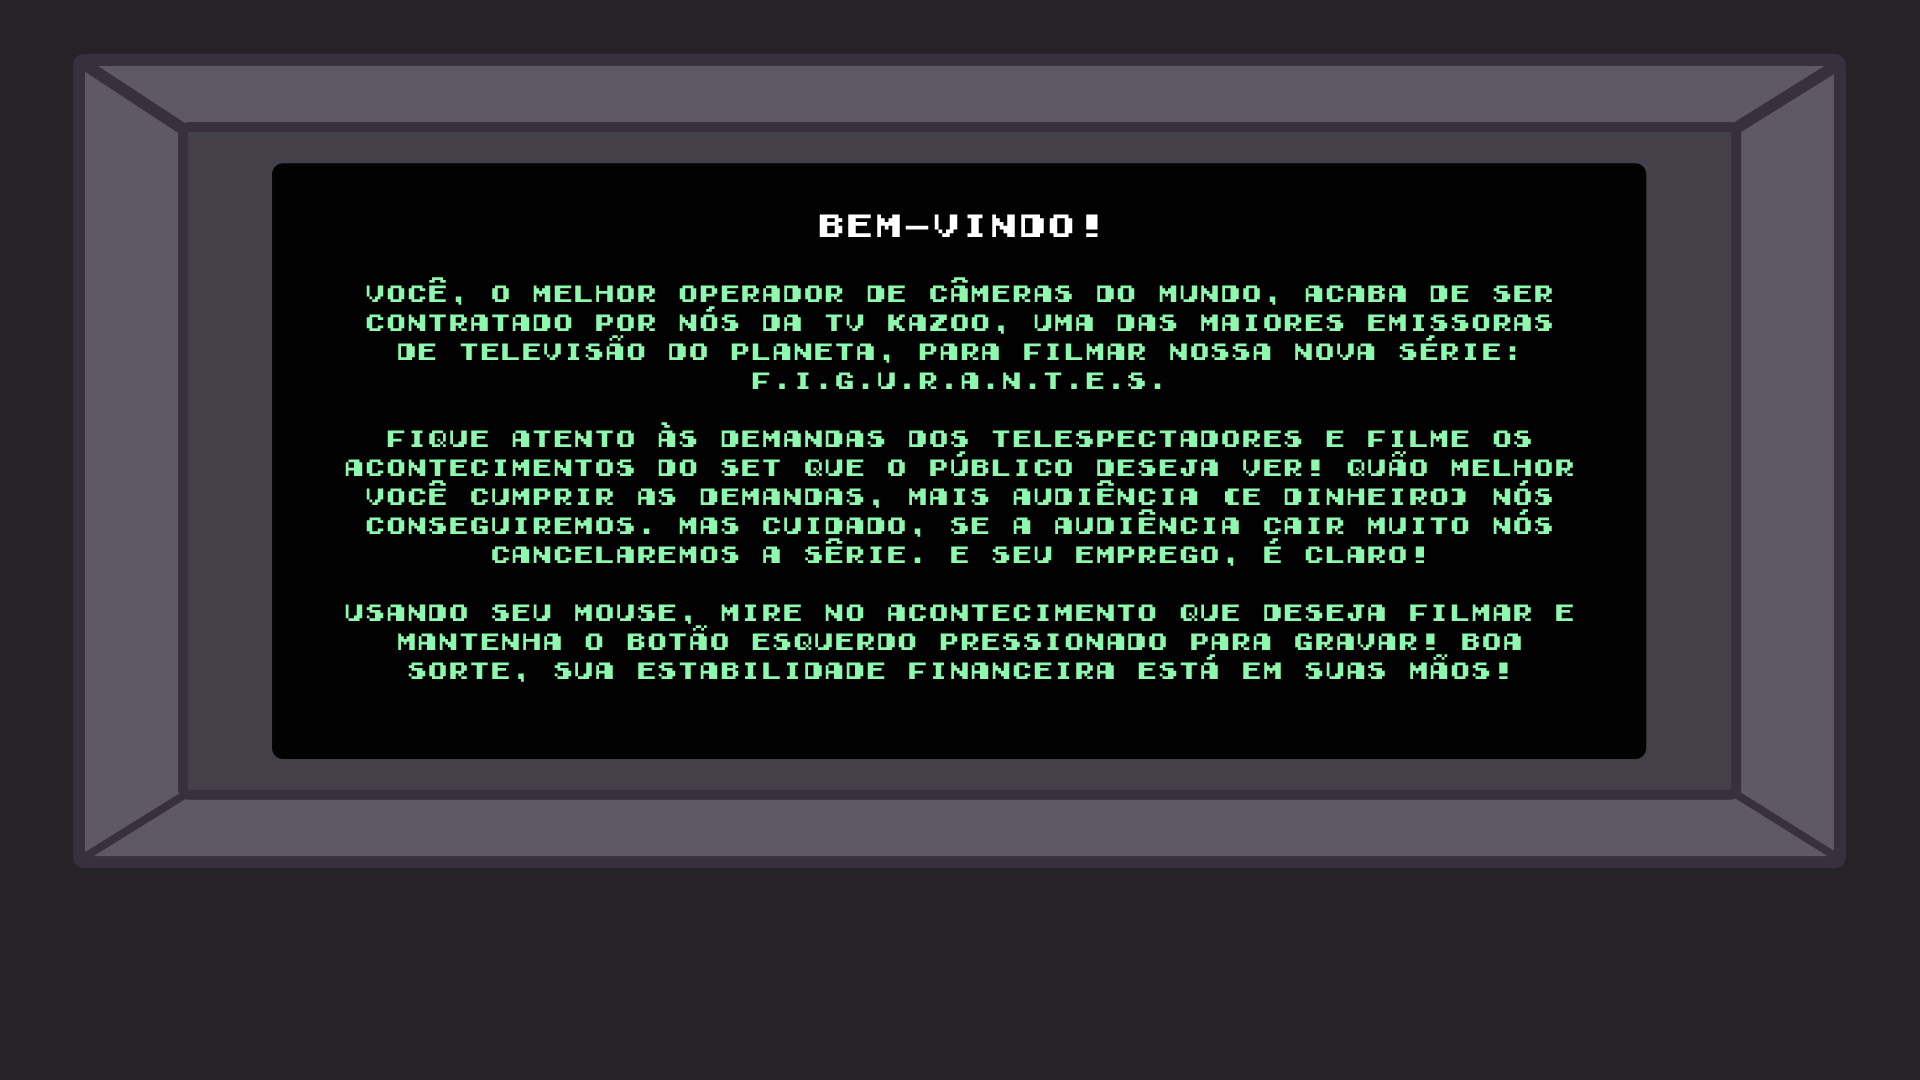 BEM-VINDO!
VOCÊ, O MELHOR OPERADOR DE CÂMERAS DO MUNDO, ACABA DE SER
CONTRATADO POR NÓS DA TV KAZOO, UMA DAS MAIORES EMISSORAS
DE TELEVISÃO DO PLANETA, PARA FILMAR NOSSA NOVA SÉRIE:
F.I.G.U.R.A.N.T.E.S.
FIQUE ATENTO ÀS DEMANDAS DOS TELESPECTADORES E FILME OS
ACONTECIMENTOS DO SET QUE O PÚBLICO DESEJA VER! QUÃO MELHOR
VOCÊ CUMPRIR AS DEMANDAS, MAIS AUDIÊNCIA (E DINHEIRO) NÓS
CONSEGUIREMOS. MAS CUIDADO, SE A AUDIÊNCIA CAIR MUITO NÓS
CANCELAREMOS A SÊRIE. E SEU EMPREGO, É CLARO!
USANDO SEU MOUSE, MIRE NO ACONTECIMENTO QUE DESEJA FILMAR E
MANTENHA O BOTÃO ESQUERDO PRESSIONADO PARA GRAVAR! BOA
SORTE, SUA ESTABILIDADE FINANCEIRA ESTÁ EM SUAS MÃOS!